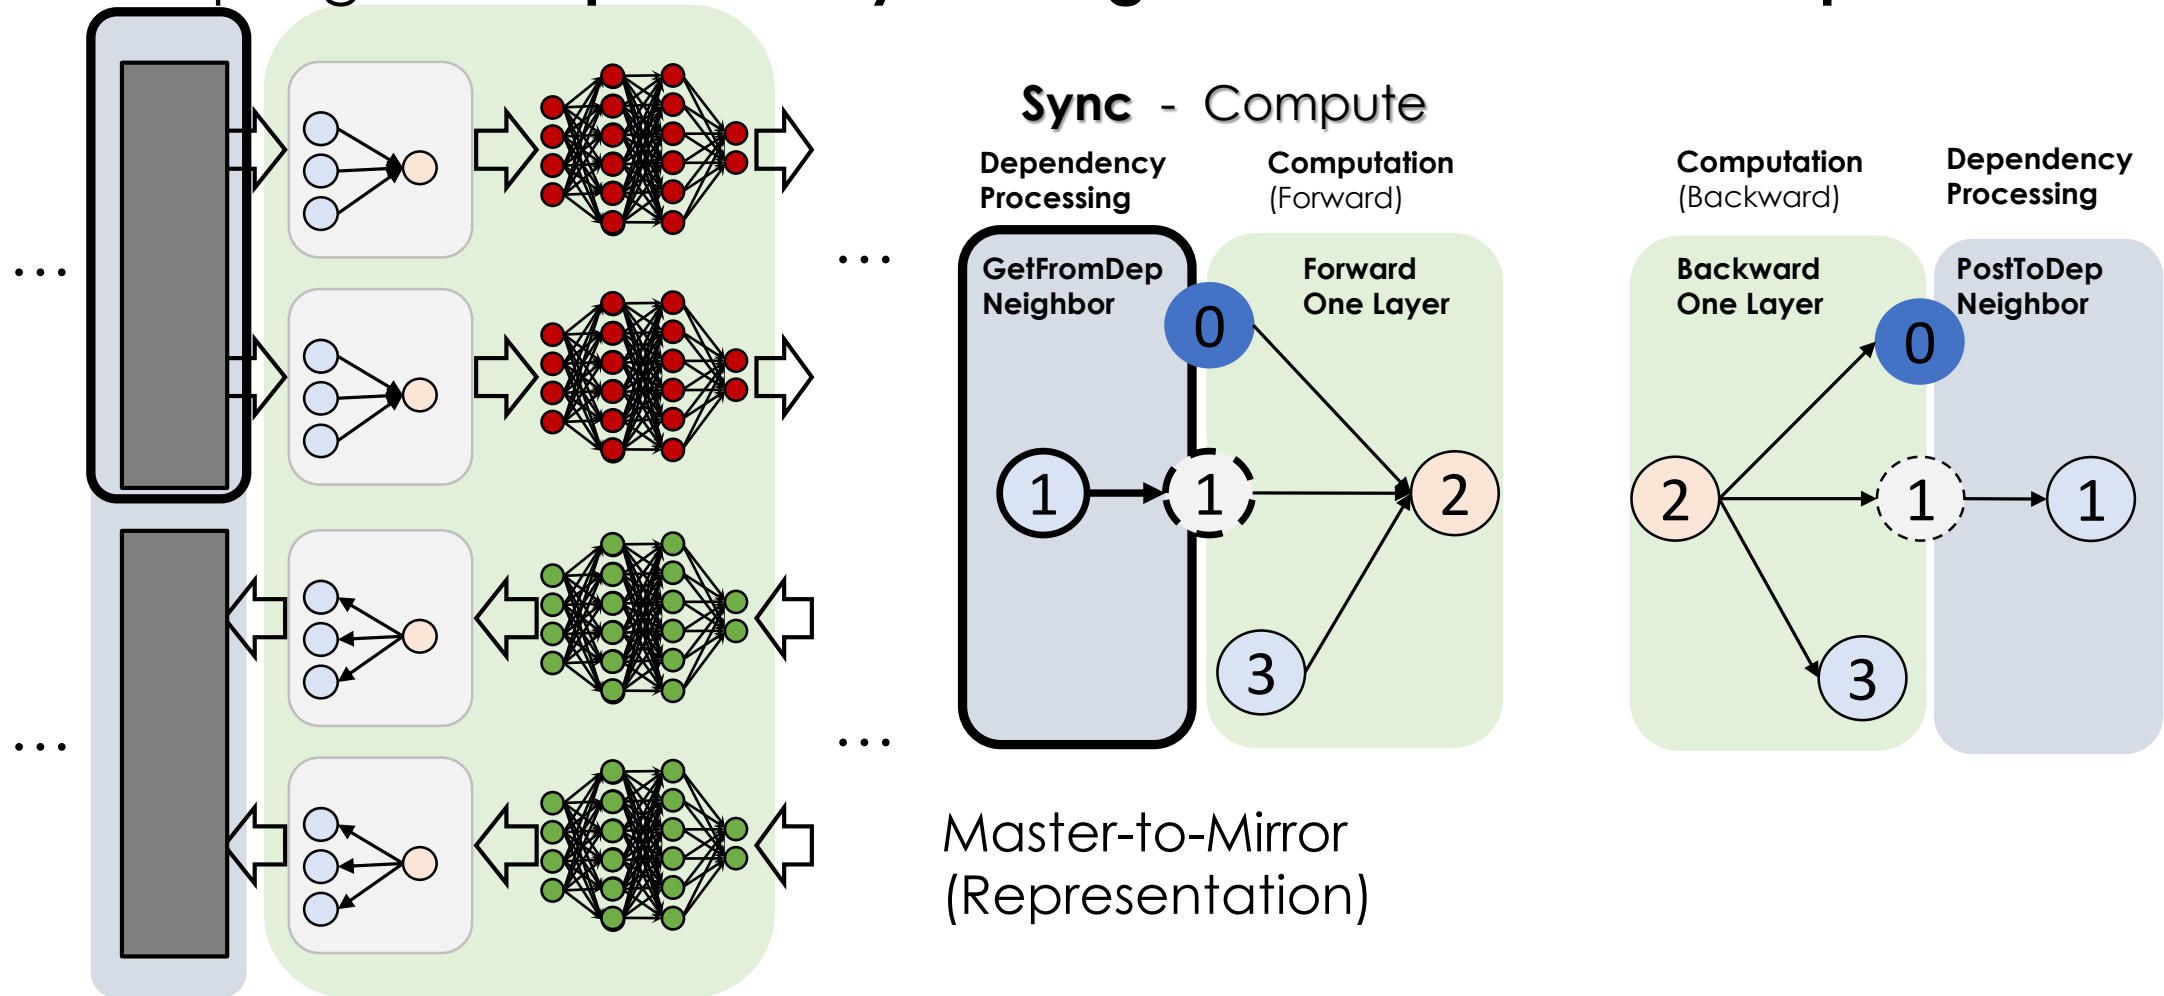 ...
...
Sync - Compute
Dependency
Processing
Computation
(Forward)
GetFromDep
Neighbor
Forward
One Layer
0
1
1
2
3
Computation
(Backward)
Dependency
Processing
Backward
One Layer
PostToDep
Neighbor
0
2
1
1
3
...
...
Master-to-Mirror
(Representation)